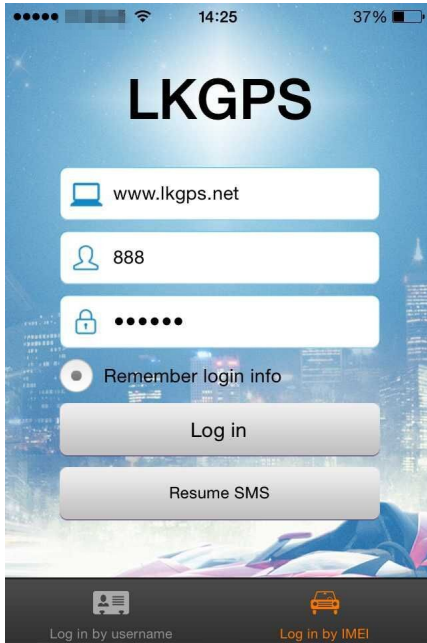 14:25
37%
LKGPS
www.lkgps.net
888
Remember login info
Log in
Resume SMS
Log in by username
Log in by IMEI